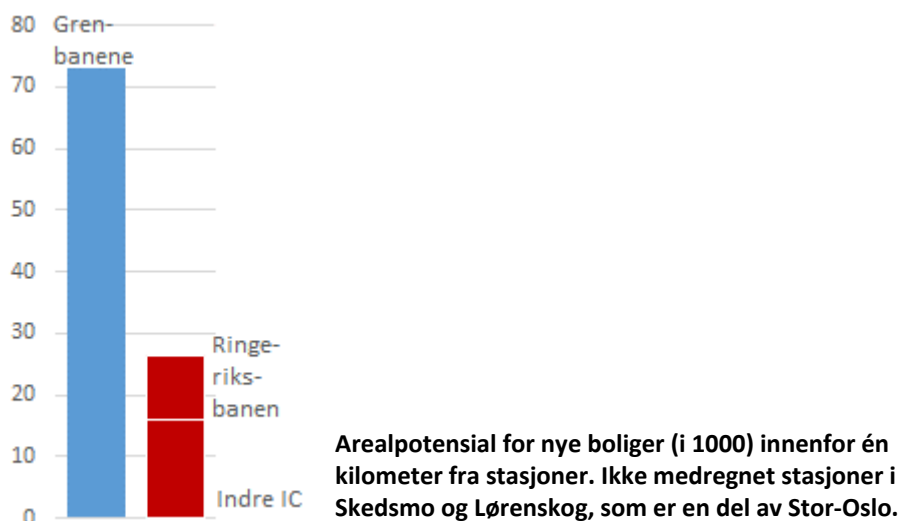 80
Gren-
banene
70
60
50
40
30
20
10
0
Ringe-
riks-
banen
Indre IC
Arealpotensial for nye boliger (i 1000) innenfor én
kilometer fra stasjoner. Ikke medregnet stasjoner i
Skedsmo og Lørenskog, som er en del av Stor-Oslo.